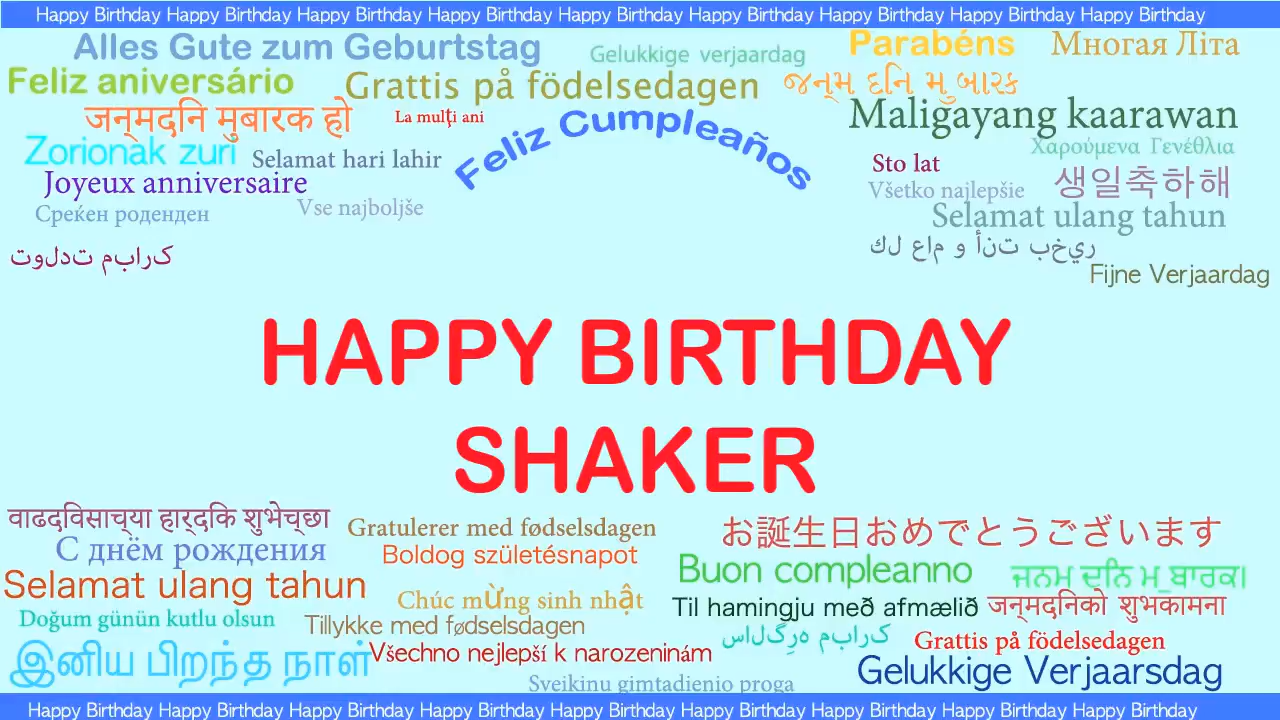 Happy Birthday Happy Birthday Happy Birthday Happy Birthday Happy Birthday Happy Birthday Happy Birthday Happy Birthday Happy Birthday
Alles Gute zum Geburtstag
Gelukkige verjaardag
Parabéns
Многая Літа
Feliz aniversário
Grattis på födelsedagen
જન્મ દિન મુબારક
जन्मदिन मुबारक हो
La mulţi ani
Feliz Cumpleaños
Maligayang kaarawan
Zorionak zuri
Selamat hari lahir
Χαρούμενα Γενέθλια
Sto lat
Joyeux anniversaire
Všetko najlepšie
생일축하해
Среќен роденден
Vse najboljše
Selamat ulang tahun
تولدت مبارک
كل عام و أنت بخير
Fijne Verjaardag
HAPPY BIRTHDAY
SHAKER
वाढदिवसाच्या हार्दिक शुभेच्छा
Gratulerer med fødselsdagen
お誕生日おめでとうございます
С днём рождения
Boldog születésnapot
Buon compleanno
ਜਨਮ ਦਿਨ ਮੁਬਾਰਕ।
Selamat ulang tahun
Chúc mừng sinh nhật
Til hamingju með afmælið
जन्मदिनको शुभकामना
Doğum günün kutlu olsun
Tillykke med fødselsdagen
سالگرہ مبارک
Grattis på födelsedagen
இனிய பிறந்த நாள்
Všechno nejlepší k narozeninám
Gelukkige Verjaarsdag
Sveikinu gimtadienio proga
Happy Birthday Happy Birthday Happy Birthday Happy Birthday Happy Birthday Happy Birthday Happy Birthday Happy Birthday Happy Birthday